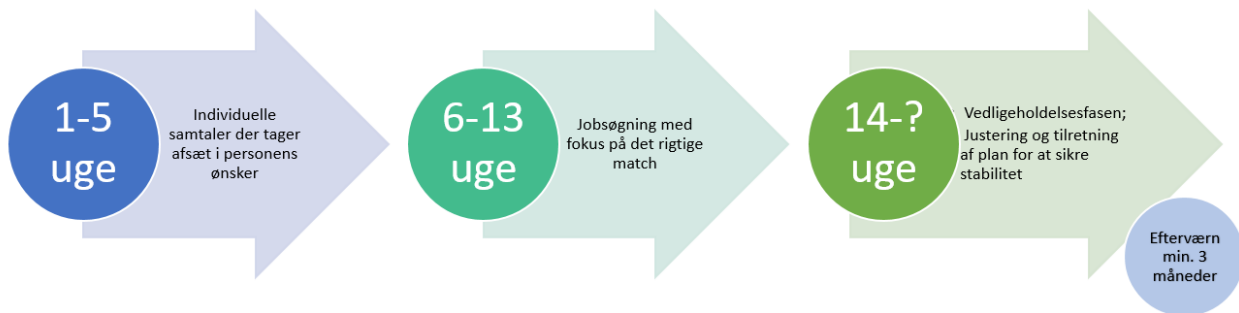 1-5
uge
Individuelle
samtaler der tager
afsæt i personens
ønsker
6-13
uge
Jobsøgning med
fokus på det rigtige
match
14-?
uge
Vedligeholdelsesfasen;
Justering og tilretning
af plan for at sikre
stabilitet
Efterværn
min. 3
måneder